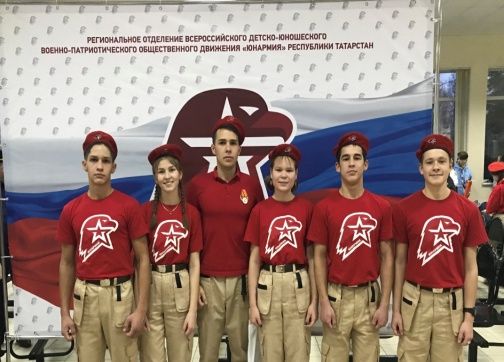 РЕГИОНАЛЬНОЕ ОТДЕЛЕНИЕ ВСЕРОССИЙСКОГО ДЕТСКО-ЮНОШЕСКОГО
ВОЕННО-ПАТРИОТИЧЕСКОГО ОБЩЕСТВЕННОГО ДВИЖЕНИЯ «ЮНАРМИЯ» РЕСПУБЛИКИ ТАТАРСТАН